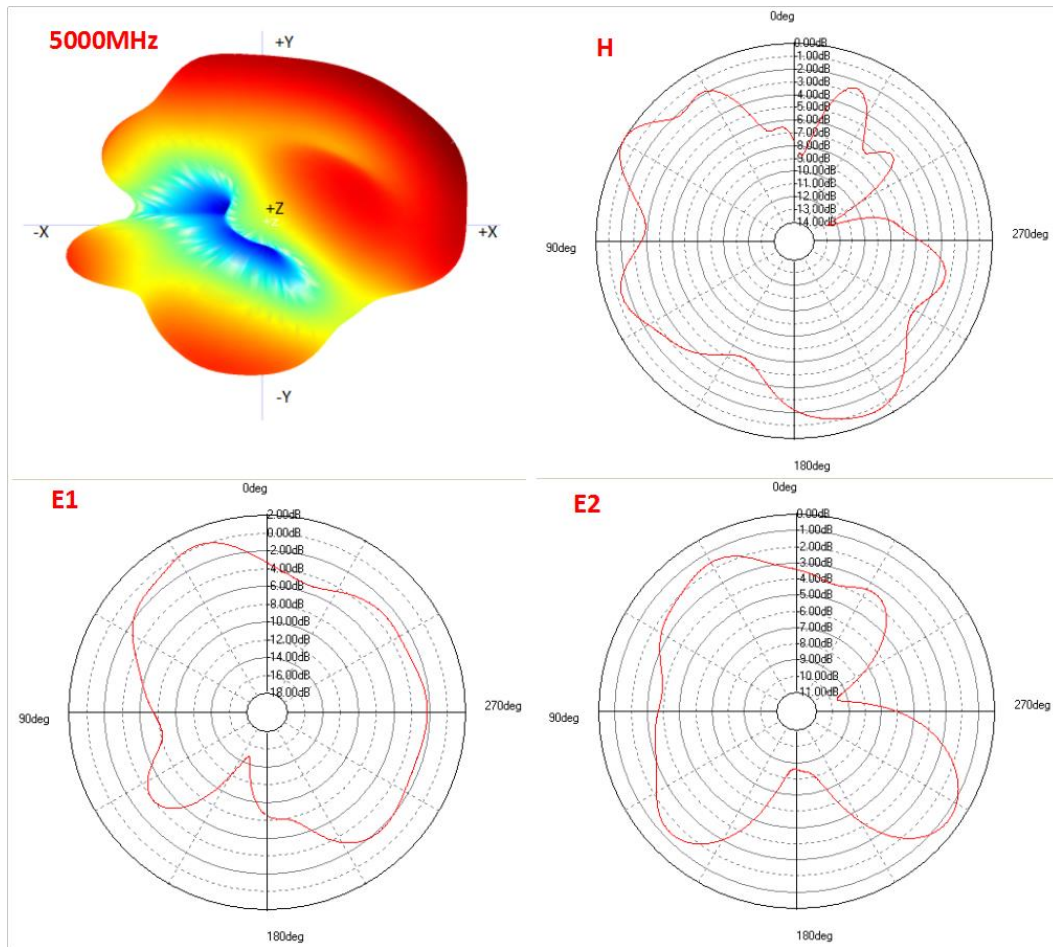 5000MHz
+Y
+Z
-X
+X
-Y
H
0deg
0.00dB
-1.00dB
-2.00dB
-3.00dB
-4.00dB
-5.00dB
-6.00dB
-7.00dB
-8.00dB
-9.00dB
-10.00dB
-11.00dB
-12.00dB
-13.00dB
-14.00dB
90deg
270deg
180deg
E1
0deg
2.00dB
0.00dB
-2.00dB
-4.00dB
-6.00dB
-8.00dB
-10.00dB
-12.00dB
-14.00dB
-16.00dB
-18.00dB
90deg
270deg
180deg
E2
0deg
0.00dB
-1.00dB
-2.00dB
-3.00dB
-4.00dB
-5.00dB
-6.00dB
-7.00dB
-8.00dB
-9.00dB
-10.00dB
-11.00dB
90deg
270deg
180deg